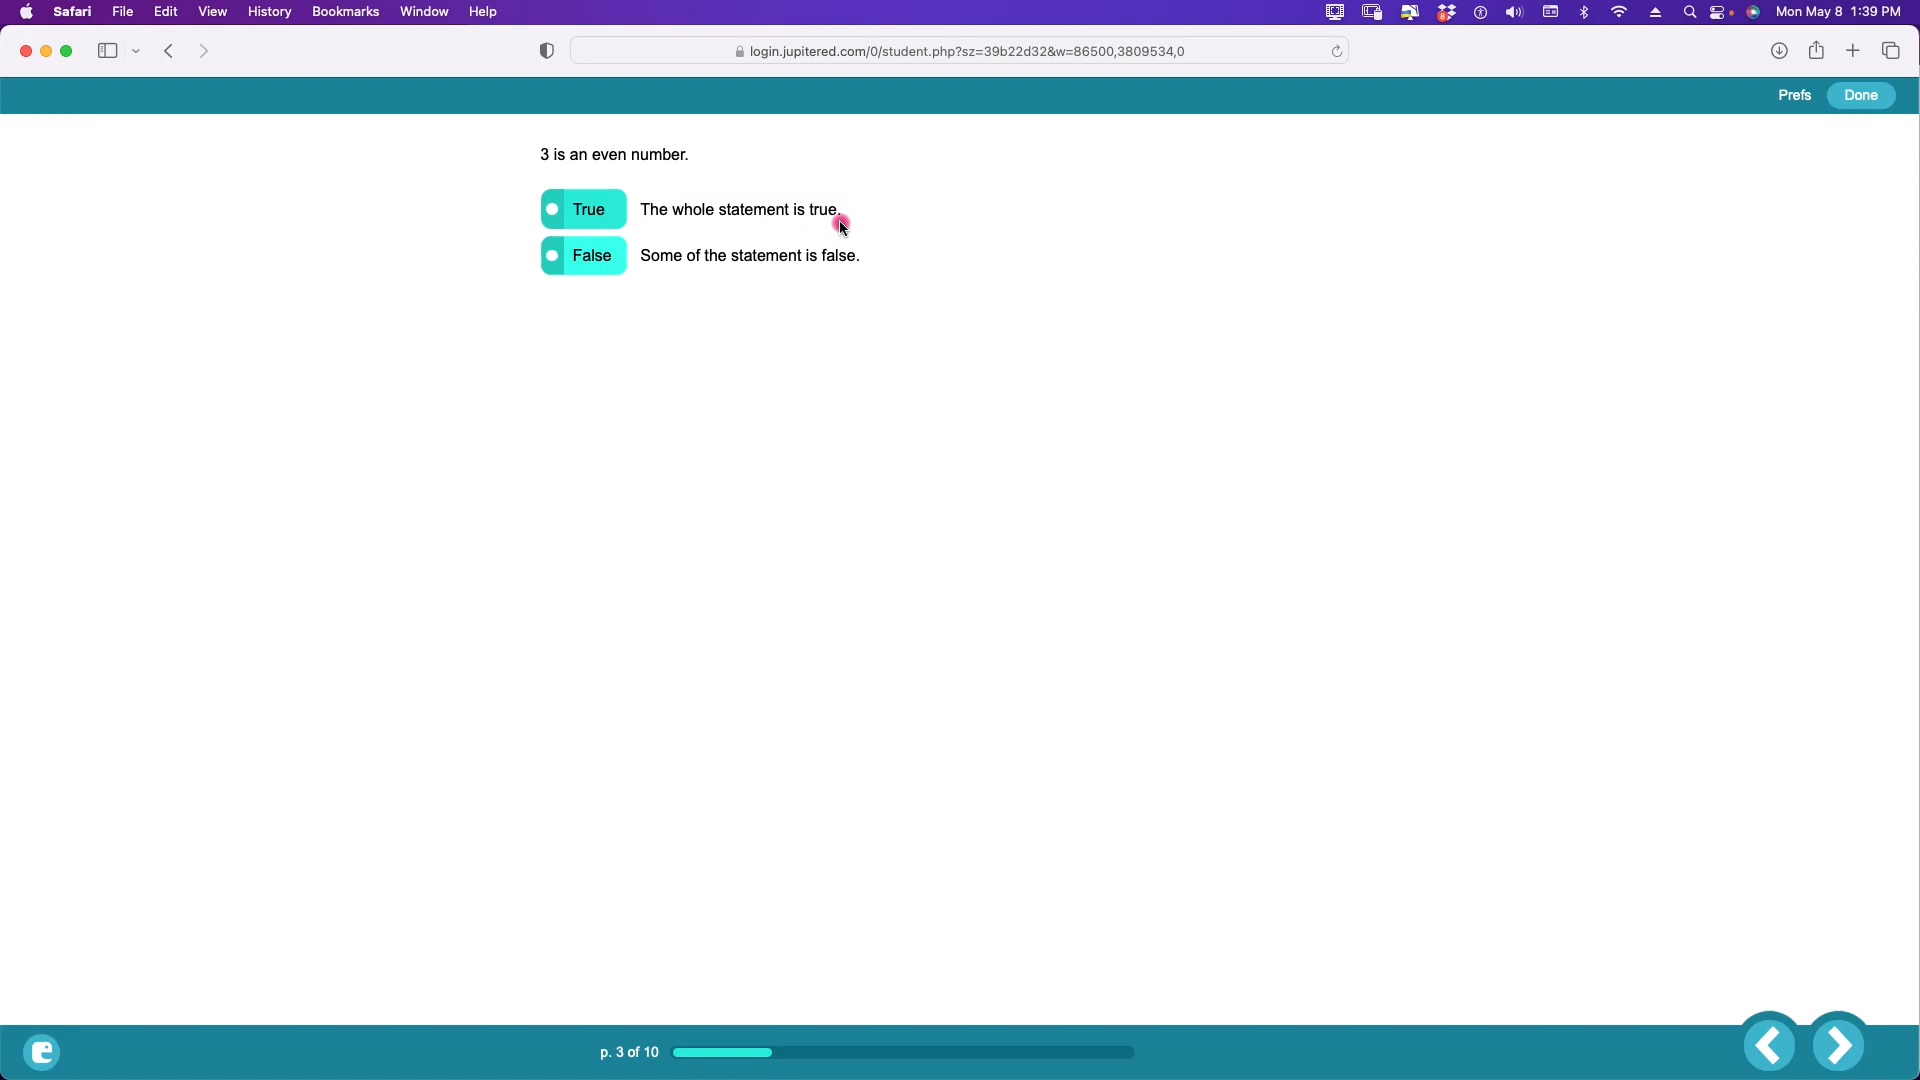 Safari File Edit View History Bookmarks Window Help 8 Mon May 8 1:39 PM
login.jupitered.com/0/student.php?sz=39b22d32&w=86500,3809534,0
Prefs Done
3 is an even number.
True The whole statement is true.
False Some of the statement is false.
p. 3 of 10